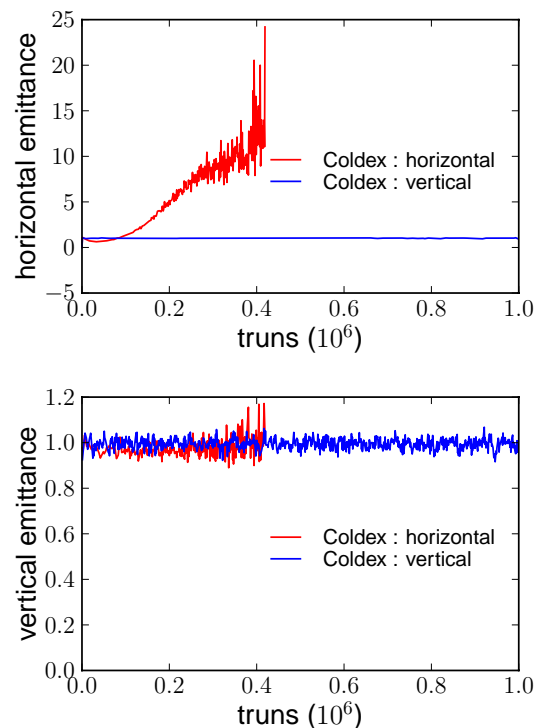 horizontal emittance
25
20
15
10
5
0
−5
Coldex : horizontal
Coldex : vertical
0.0 0.2 0.4 0.6 0.8 1.0
truns (10^6)
vertical emittance
1.2
1.0
0.8
0.6
0.4
0.2
0.0
Coldex : horizontal
Coldex : vertical
0.0 0.2 0.4 0.6 0.8 1.0
truns (10^6)